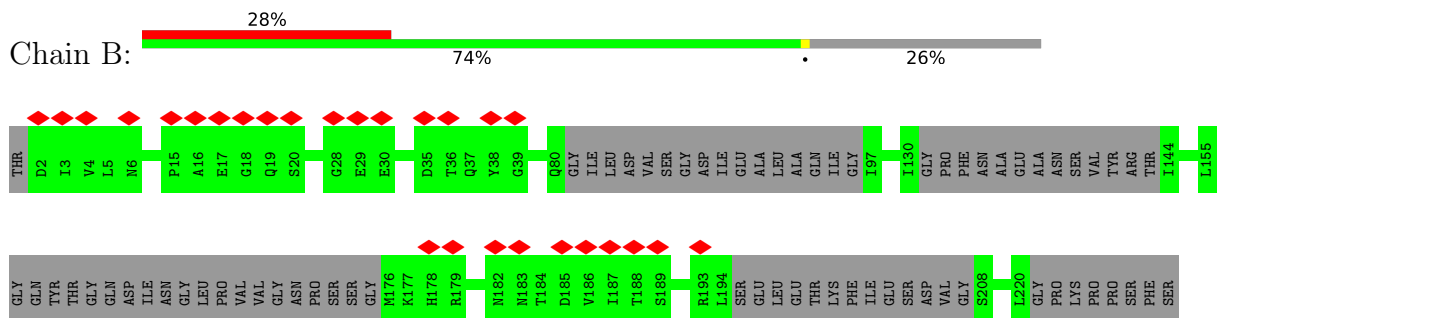 28%
Chain B:
74% • 26%
THR D2 I3 V4 L5 N6 P15 A16 E17 G18 Q19 S20 G28 E29 E30 D35 T36 Q37 Y38 G39 Q80 GLY ILE LEU ASP VAL SER GLY ASP ILE GLU ALA LEU ALA GLN ILE GLY I97 I130 GLY PRO PHE ASN ALA GLU ALA ASN SER VAL TYR ARG THR I144 L155
GLY GLN TYR THR GLY GLN ASP ILE ASN GLY LEU PRO VAL VAL GLY ASN PRO SER SER GLY M176 K177 H178 R179 N182 N183 T184 D185 V186 I187 T188 S189 R193 L194 SER GLU LEU GLU THR LYS PHE ILE GLU SER ASP VAL GLY S208 L220 GLY PRO LYS PRO PRO SER PHE SER